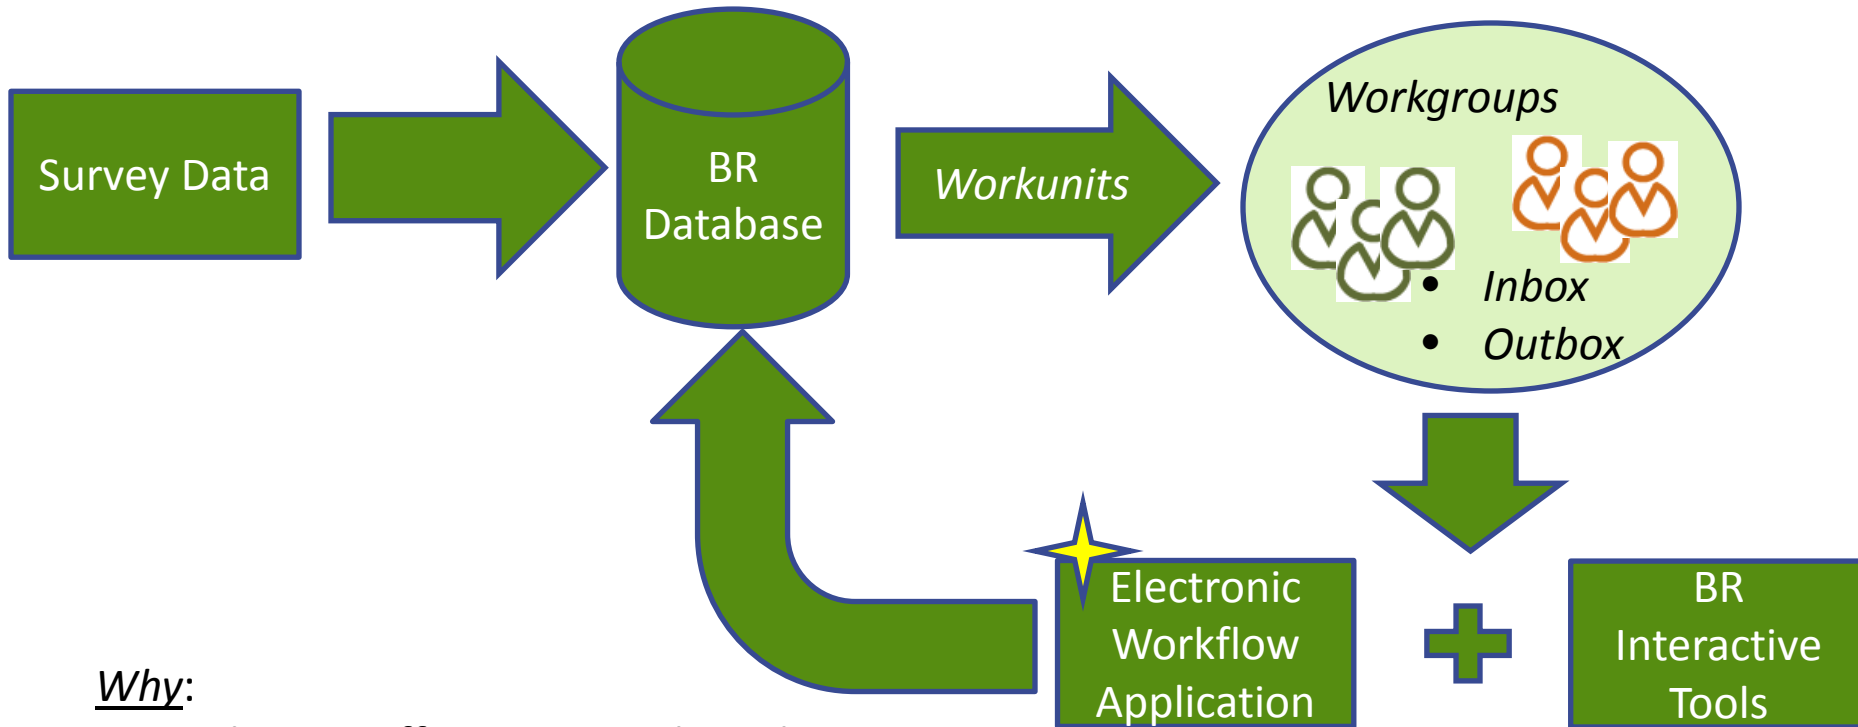 Survey Data
BR
Database
Workunits
Workgroups
• Inbox
• Outbox
Electronic
Workflow
Application
BR
Interactive
Tools
Why: